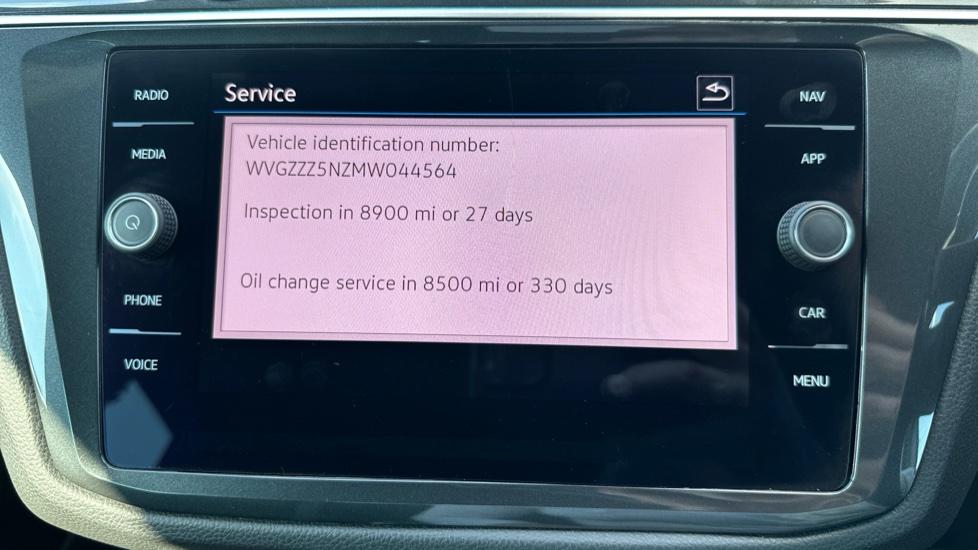 RADIO
MEDIA
PHONE
VOICE
Service
Vehicle identification number:
WVGZZZ5NZMW044564
Inspection in 8900 mi or 27 days
Oil change service in 8500 mi or 330 days
NAV
APP
CAR
MENU